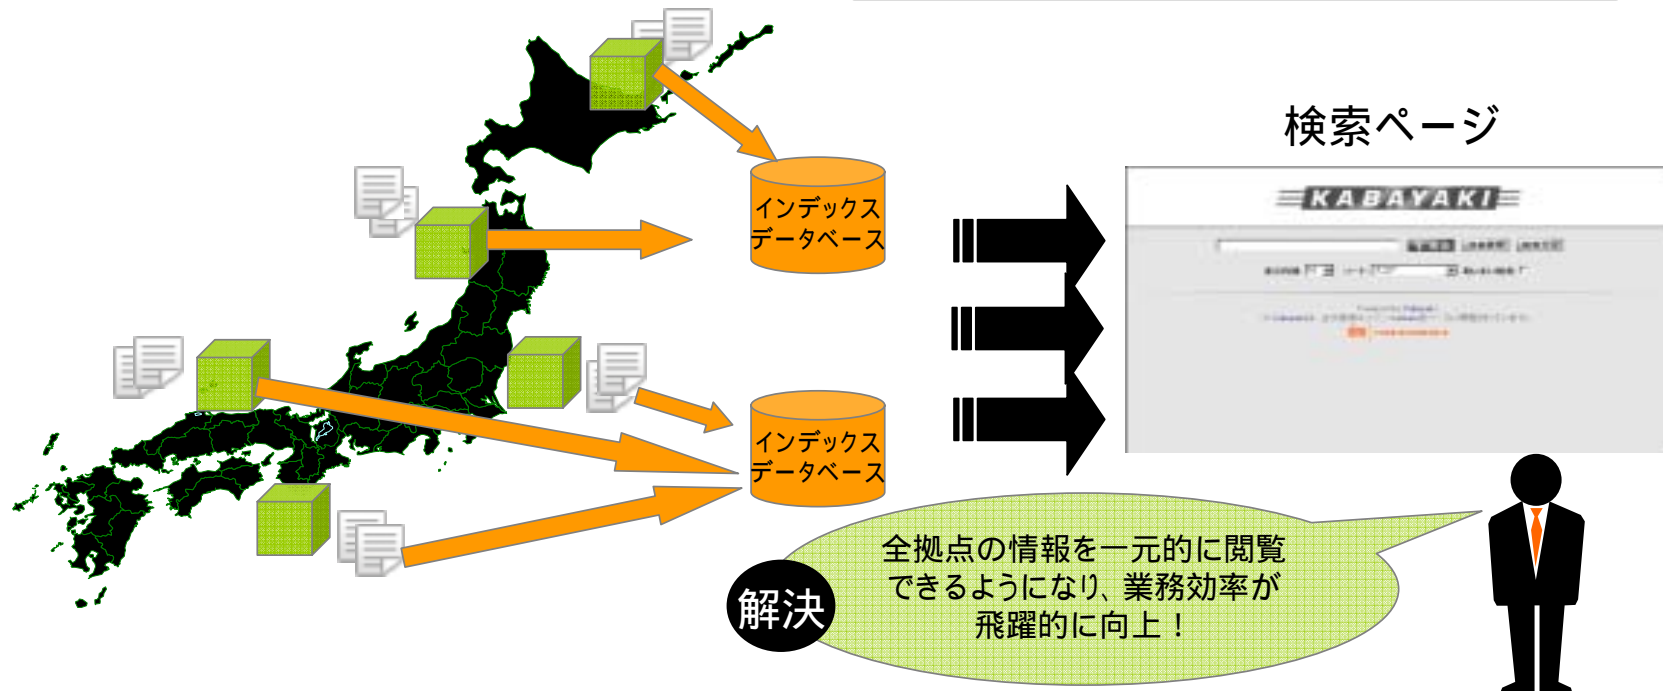 検索ページ
KABAYAKI
インデックス
データベース
インデックス
データベース
解決
全拠点の情報を一元的に閲覧
できるようになり、業務効率が
飛躍的に向上！